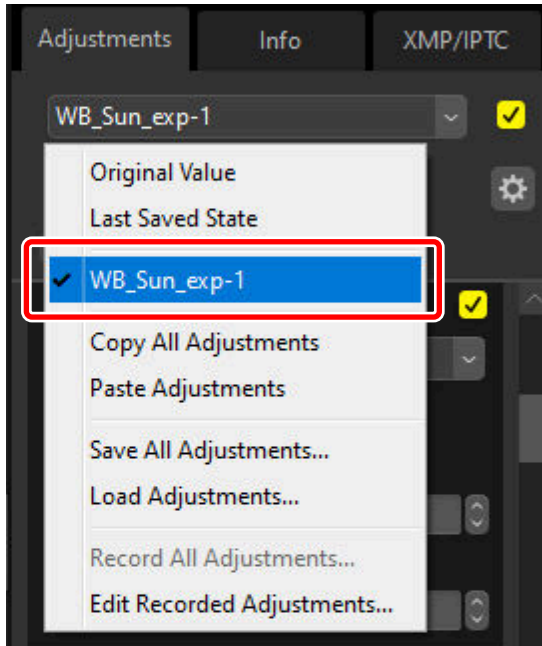 Adjustments Info XMP/IPTC
WB_Sun_exp-1
Original Value
Last Saved State
WB_Sun_exp-1
Copy All Adjustments
Paste Adjustments
Save All Adjustments...
Load Adjustments...
Record All Adjustments...
Edit Recorded Adjustments...